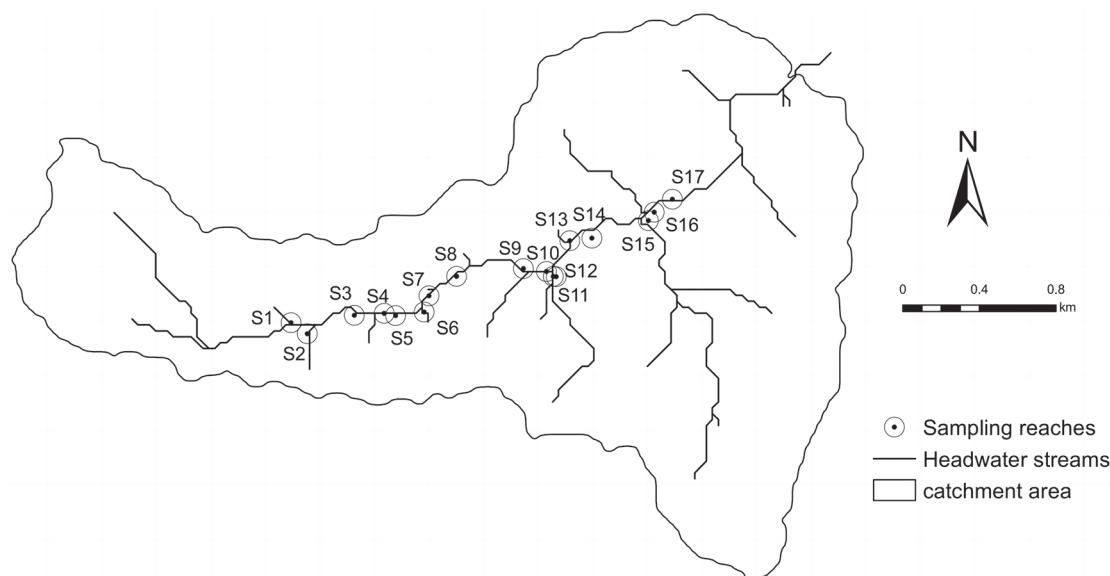 N
S17
S13
S14
S15
S16
S8
S9
S10
S12
S7
S11
S3
S4
S1
S5
S6
S2
0
0.4
0.8
km
Sampling reaches
Headwater streams
catchment area